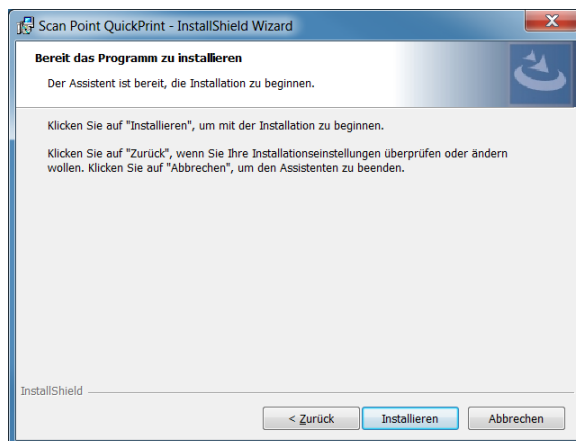 Scan Point QuickPrint - InstallShield Wizard
Bereit das Programm zu installieren
Der Assistent ist bereit, die Installation zu beginnen.
Klicken Sie auf "Installieren", um mit der Installation zu beginnen.
Klicken Sie auf "Zurück", wenn Sie Ihre Installationseinstellungen überprüfen oder ändern
wollen. Klicken Sie auf "Abbrechen", um den Assistenten zu beenden.
InstallShield
< Zurück Installieren Abbrechen